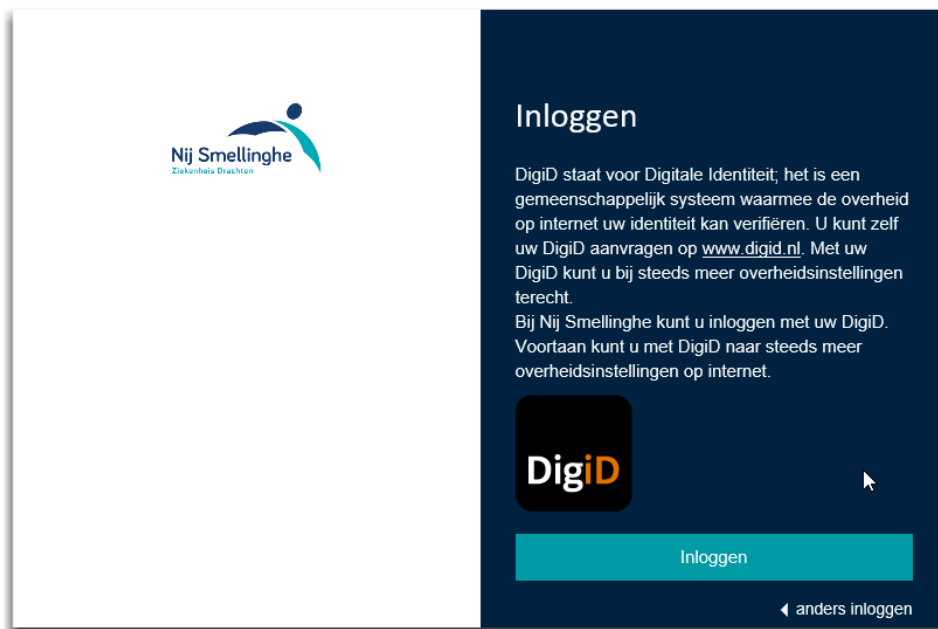 Nij Smellinghe
Ziekenhuis Drachten
Inloggen
DigiD staat voor Digitale Identiteit; het is een
gemeenschappelijk systeem waarmee de overheid
op internet uw identiteit kan verifiëren. U kunt zelf
uw DigiD aanvragen op www.digid.nl. Met uw
DigiD kunt u bij steeds meer overheidsinstellingen
terecht.
Bij Nij Smellinghe kunt u inloggen met uw DigiD.
Voortaan kunt u met DigiD naar steeds meer
overheidsinstellingen op internet.
DigiD
Inloggen
anders inloggen